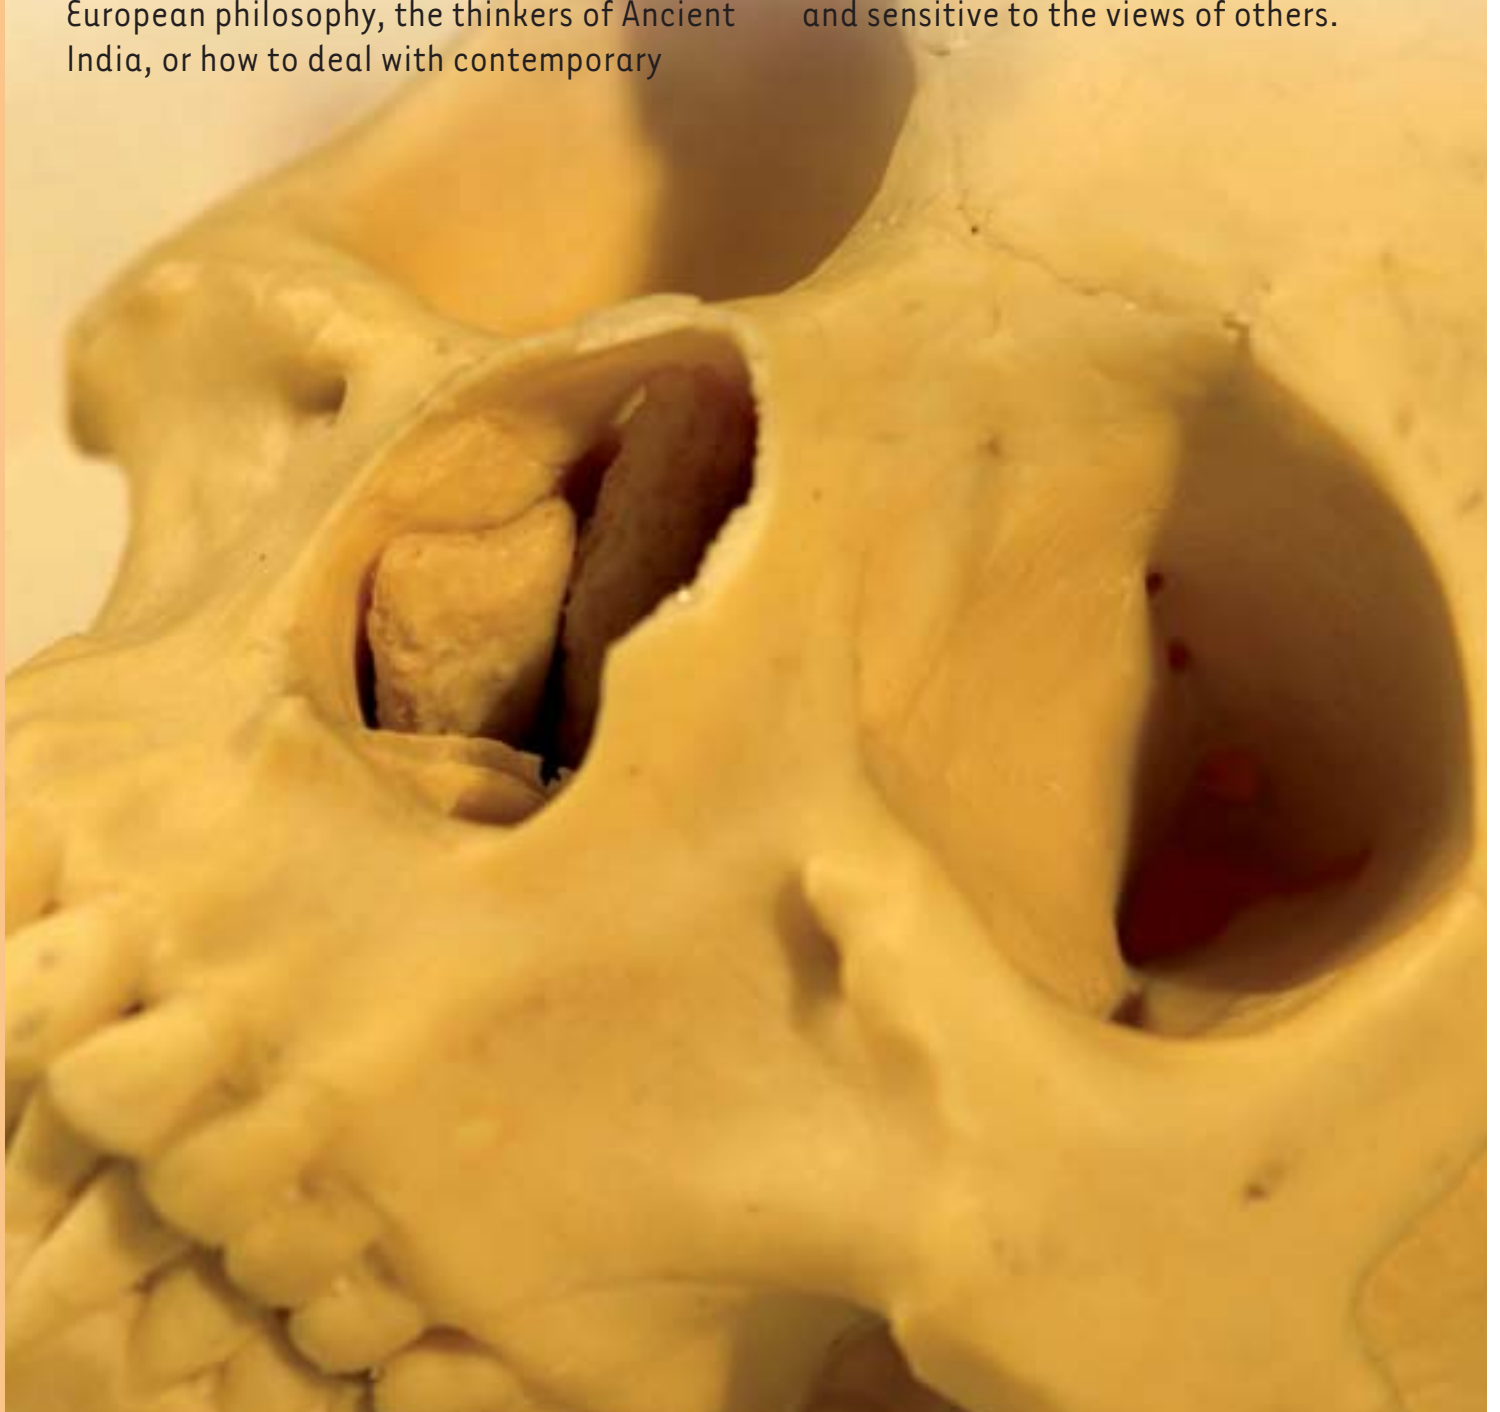 European philosophy, the thinkers of Ancient
India, or how to deal with contemporary
and sensitive to the views of others.